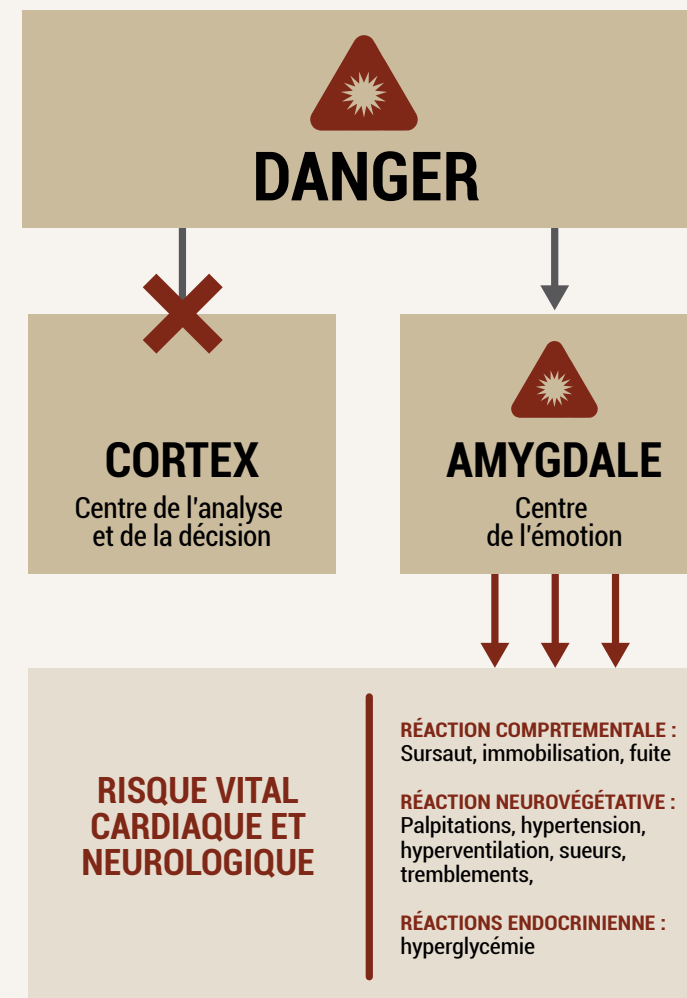 DANGER
CORTEX
Centre de l'analyse
et de la décision
AMYGDALE
Centre
de l'émotion
RISQUE VITAL
CARDIAQUE ET
NEUROLOGIQUE
RÉACTION COMPRTEMENTALE :
Sursaut, immobilisation, fuite
RÉACTION NEUROVÉGÉTATIVE :
Palpitations, hypertension,
hyperventilation, sueurs,
tremblements,
RÉACTIONS ENDOCRINIENNE :
hyperglycémie